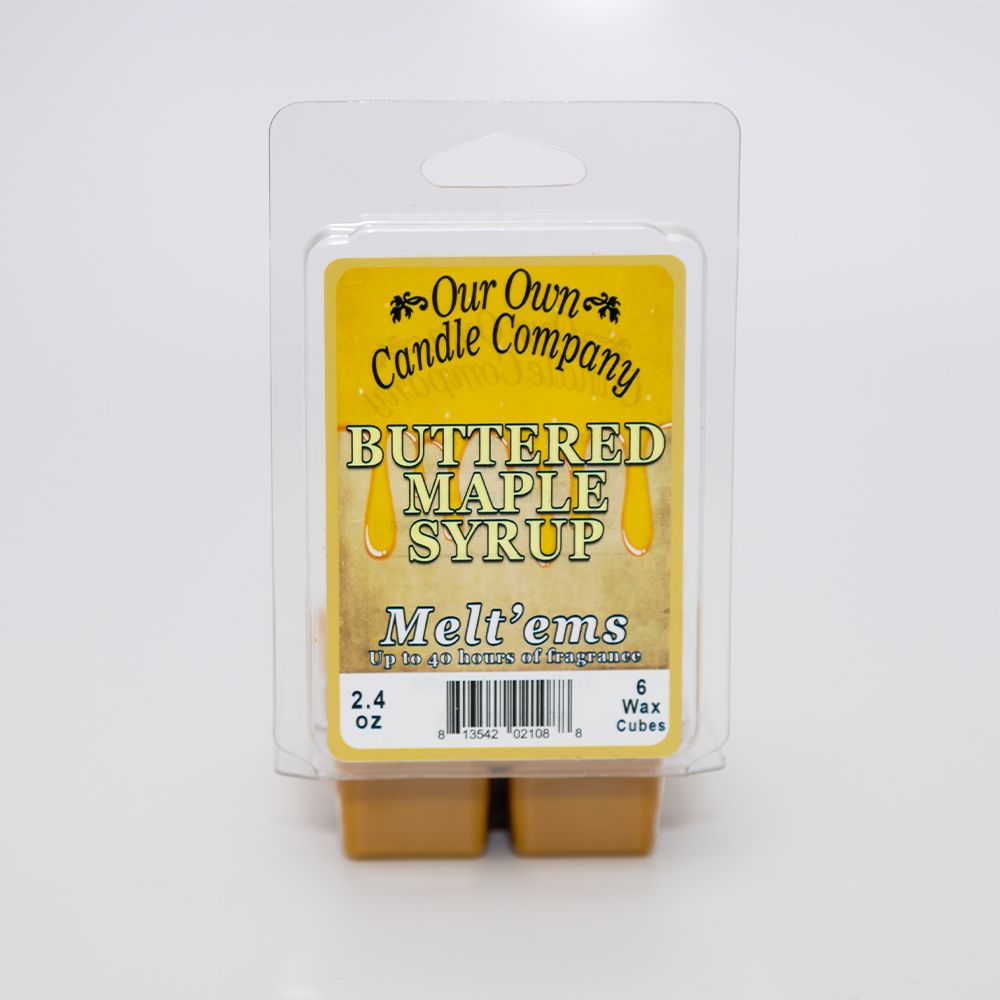 Our Own
Candle Company
BUTTERED
MAPLE
SYRUP
Melt'ems
Up to 40 hours of fragrance
2.4
oz
8 13542 02108 8
6
Wax
Cubes